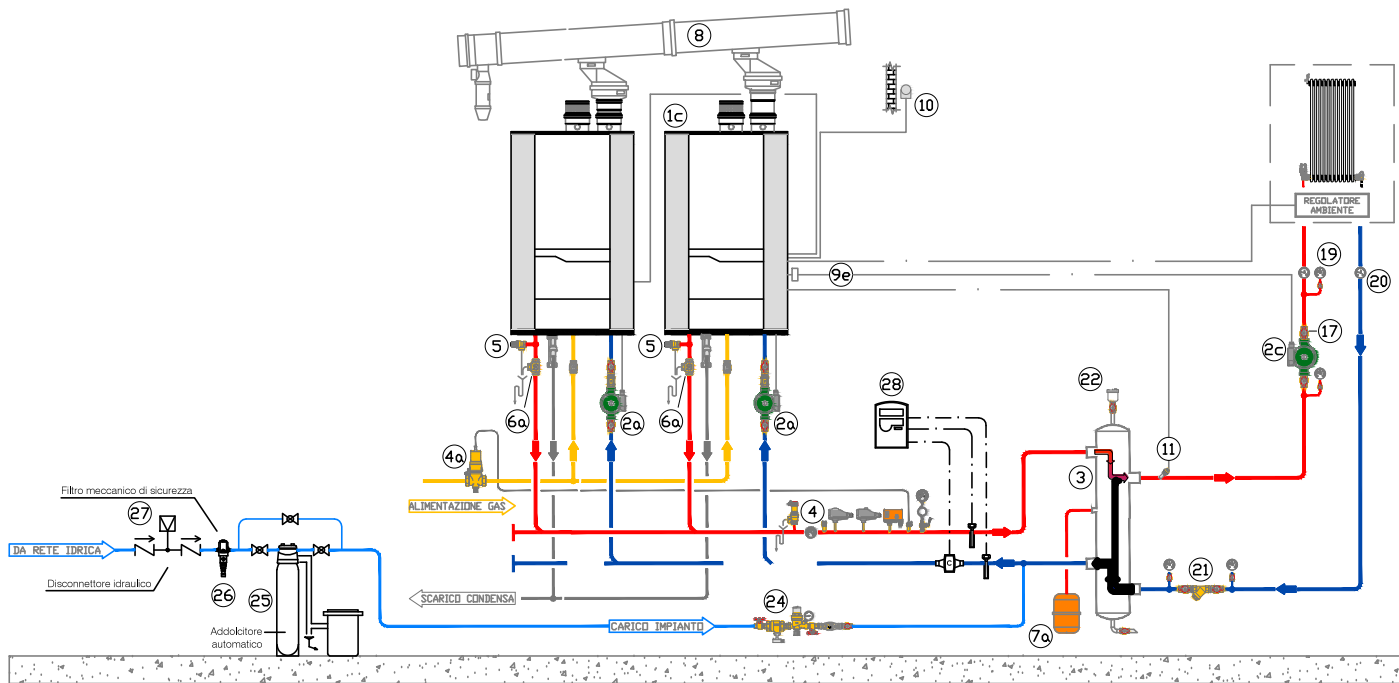 8
10
1c
REGOLATORE
AMBIENTE
9e
19
20
17
2c
5
5
6a
2a
6a
2a
28
22
11
3
4a
Filtro meccanico di sicurezza
27
ALIMENTAZIONE GAS
4
DA RETE IDRICA
C
Disconnettore idraulico
26
25
SCARICO CONDENSA
21
24
7a
CARICO IMPIANTO
Addolcitore
automatico